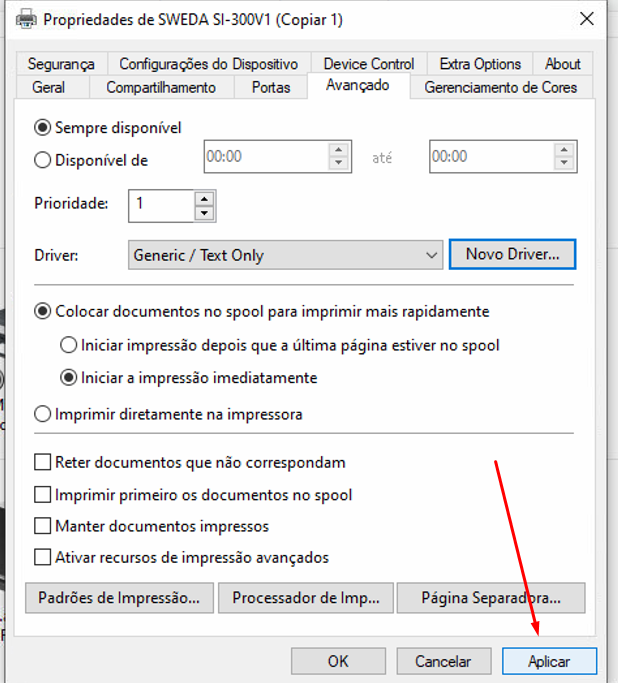 Propriedades de SWEDA SI-300V1 (Copiar 1)
Segurança Configurações do Dispositivo Device Control Extra Options About
Geral Compartilhamento Portas Avançado Gerenciamento de Cores
Sempre disponível
Disponível de 00:00 até 00:00
Prioridade: 1
Driver: Generic / Text Only Novo Driver...
Colocar documentos no spool para imprimir mais rapidamente
Iniciar impressão depois que a última página estiver no spool
Iniciar a impressão imediatamente
Imprimir diretamente na impressora
Reter documentos que não correspondam
Imprimir primeiro os documentos no spool
Manter documentos impressos
Ativar recursos de impressão avançados
Padrões de Impressão... Processador de Imp... Página Separadora...
OK Cancelar Aplicar